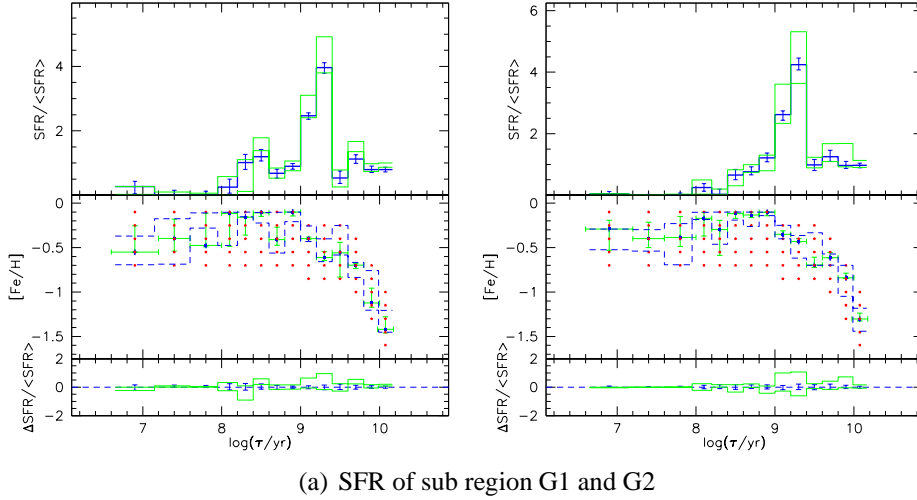 SFR/<SFR>
4
2
[Fe/H]
0
−0.5
−1
−1.5
ΔSFR/<SFR>
2
0
−2
7 8 9 10
log(τ/yr)
SFR/<SFR>
6
4
2
[Fe/H]
0
−0.5
−1
−1.5
ΔSFR/<SFR>
2
0
−2
7 8 9 10
log(τ/yr)
(a) SFR of sub region G1 and G2